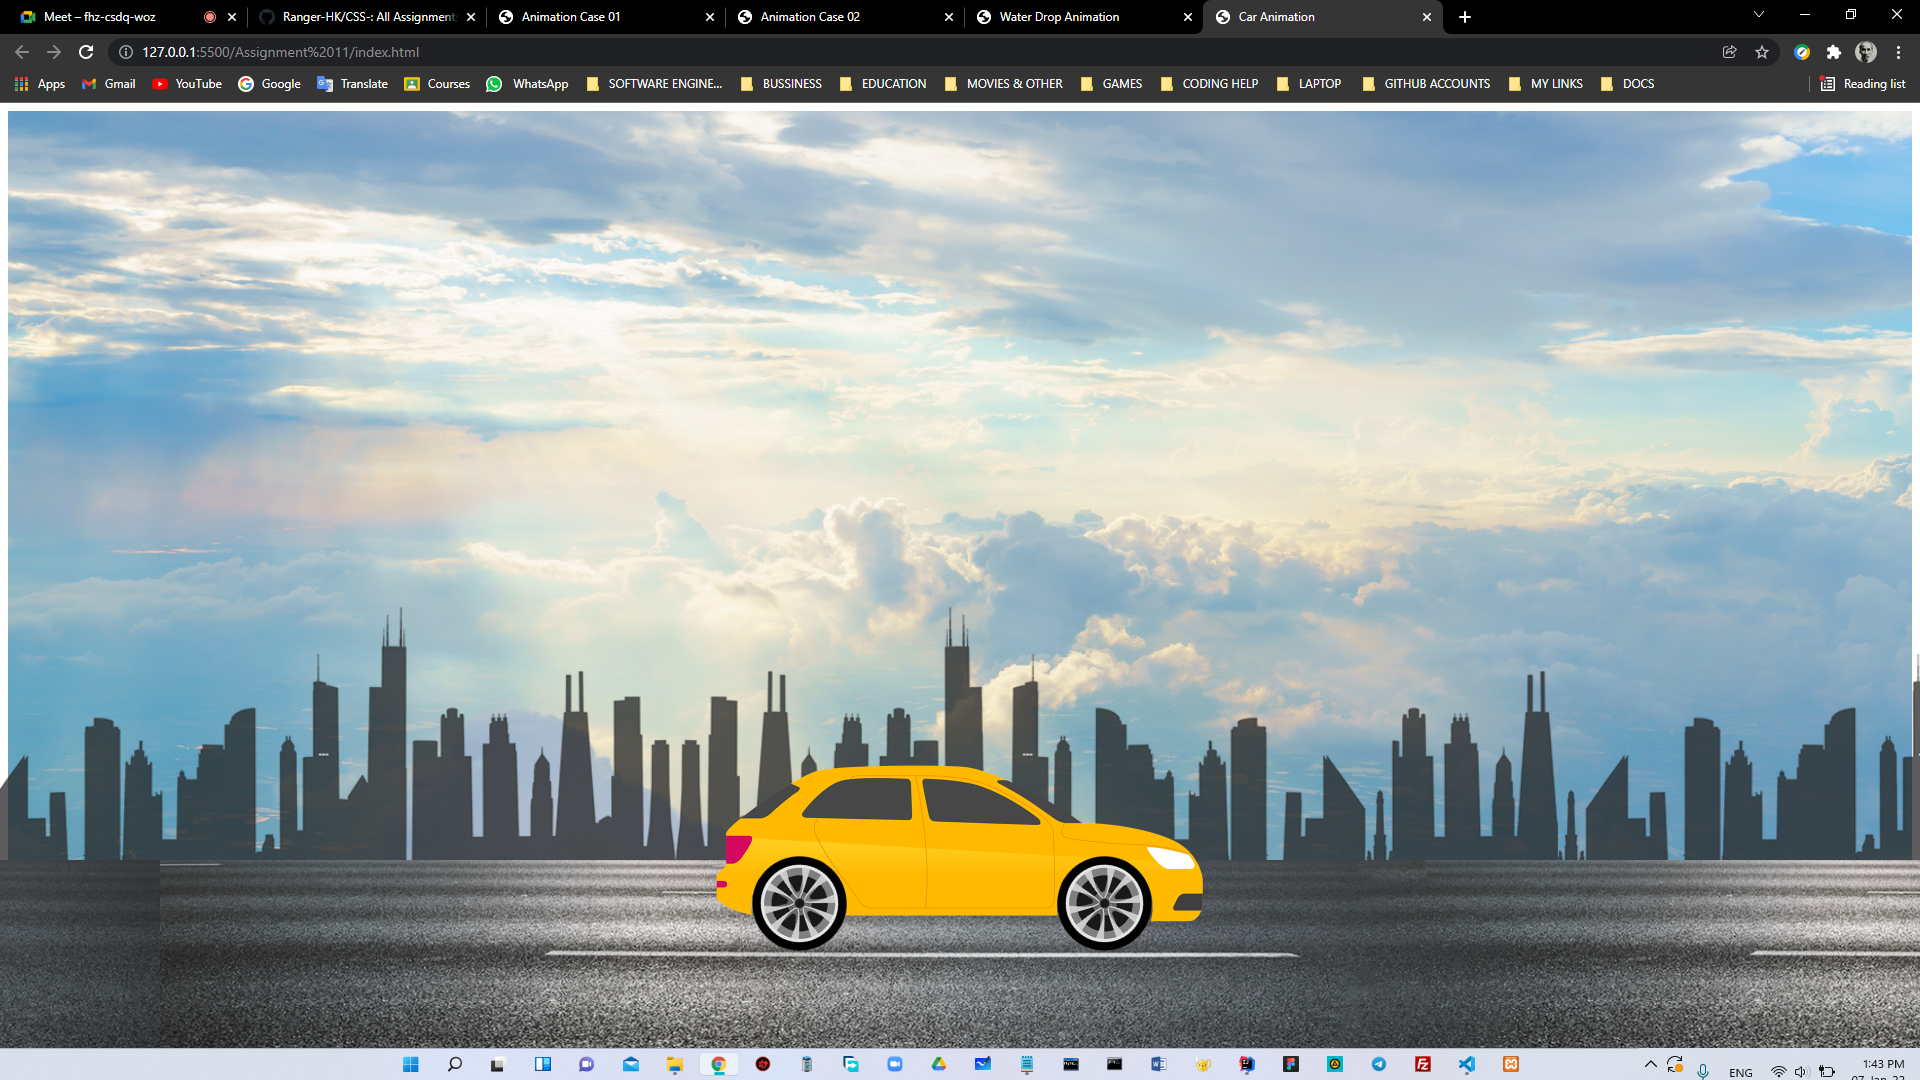 Meet – fhz-csdq-woz
Ranger-HK/CSS-: All Assignment
Animation Case 01
Animation Case 02
Water Drop Animation
Car Animation
127.0.0.1:5500/Assignment%2011/index.html
Apps
Gmail
YouTube
Google
Translate
Courses
WhatsApp
SOFTWARE ENGINE...
BUSSINESS
EDUCATION
MOVIES & OTHER
GAMES
CODING HELP
LAPTOP
GITHUB ACCOUNTS
MY LINKS
DOCS
Reading list
ENG
1:43 PM